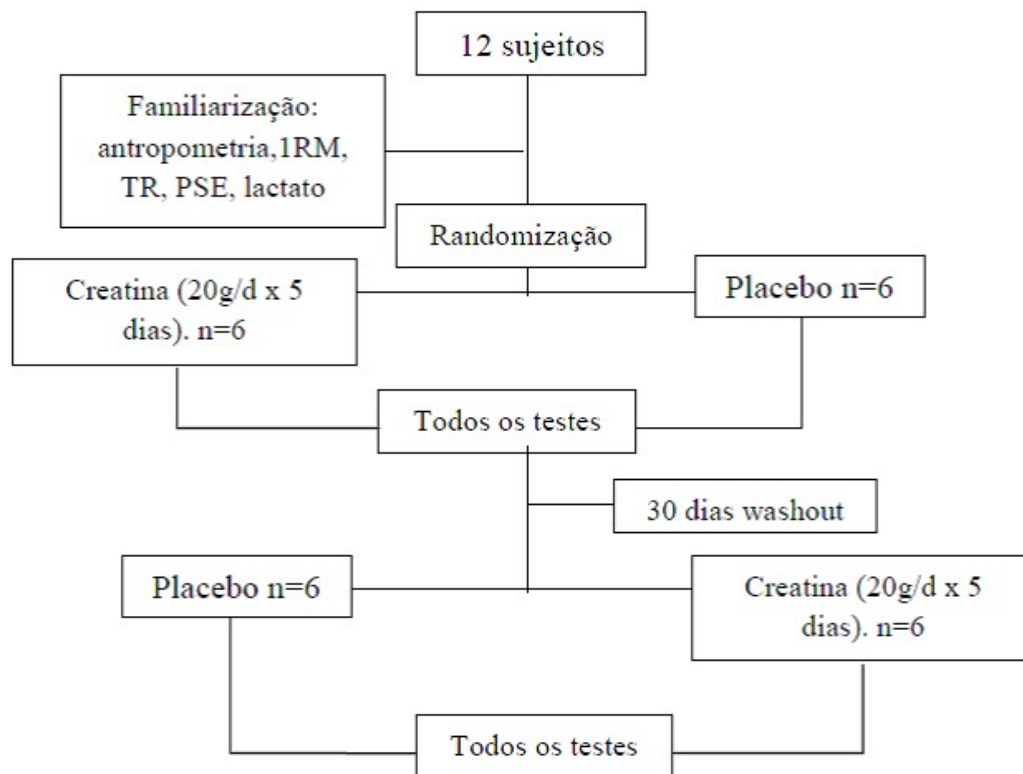 12 sujeitos
Familiarização:
antropometria,1RM,
TR, PSE, lactato
Randomização
Creatina (20g/d x 5
dias). n=6
Placebo n=6
Todos os testes
30 dias washout
Placebo n=6
Creatina (20g/d x 5
dias). n=6
Todos os testes